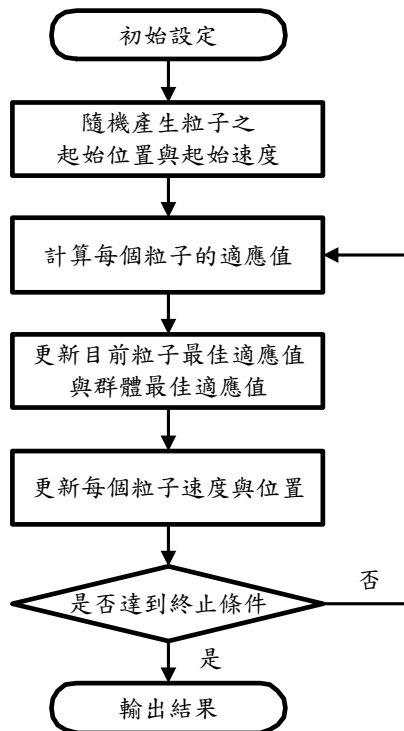 初始設定
隨機產生粒子之
起始位置與起始速度
計算每個粒子的適應值
更新目前粒子最佳適應值
與群體最佳適應值
更新每個粒子速度與位置
是否達到終止條件
否
是
輸出結果